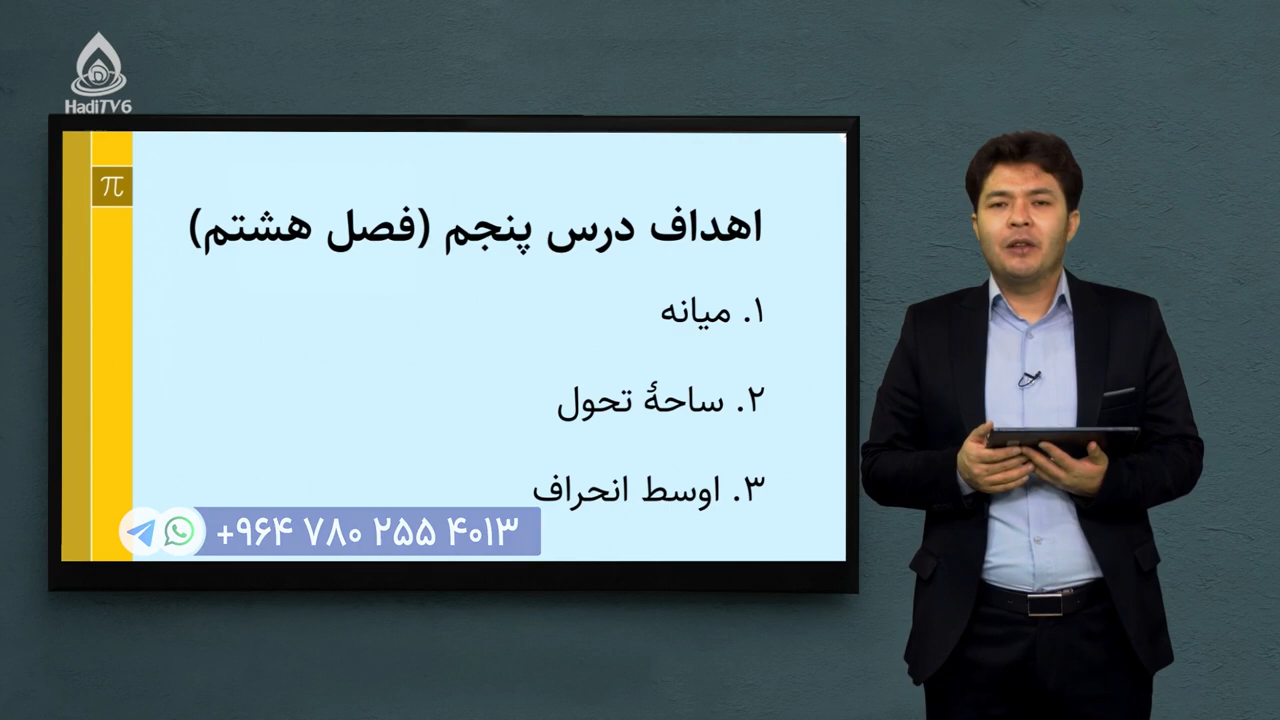 HadiTV6
π
اهداف درس پنجم (فصل هشتم)
۱. میانه
۲. ساحهٔ تحول
۳. اوسط انحراف
+۹۶۴ ۷۸۰ ۲۵۵ ۴۰۱۳